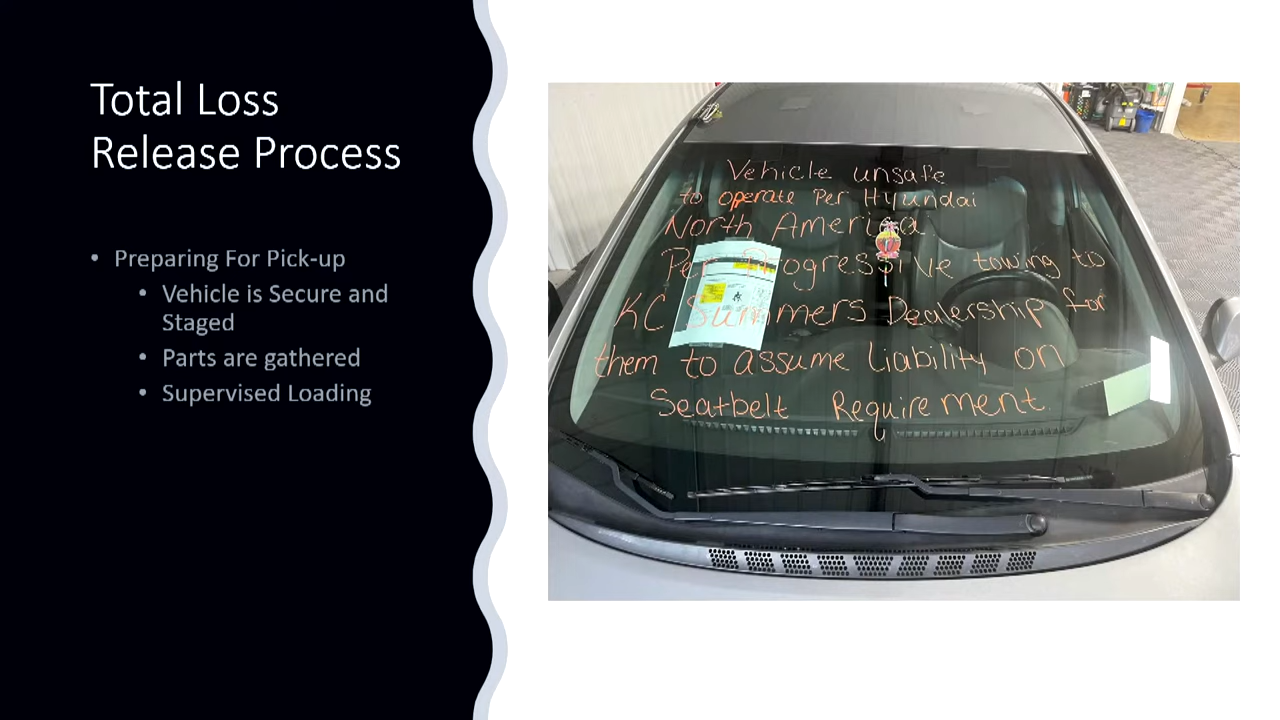 Total Loss
Release Process
Preparing For Pick-up
Vehicle is Secure and
Staged
Parts are gathered
Supervised Loading
Vehicle unsafe
to operate Per Hyundai
North America
Per Progressive towing to
KC Summers Dealership for
them to assume liability on
Seatbelt Requirement.